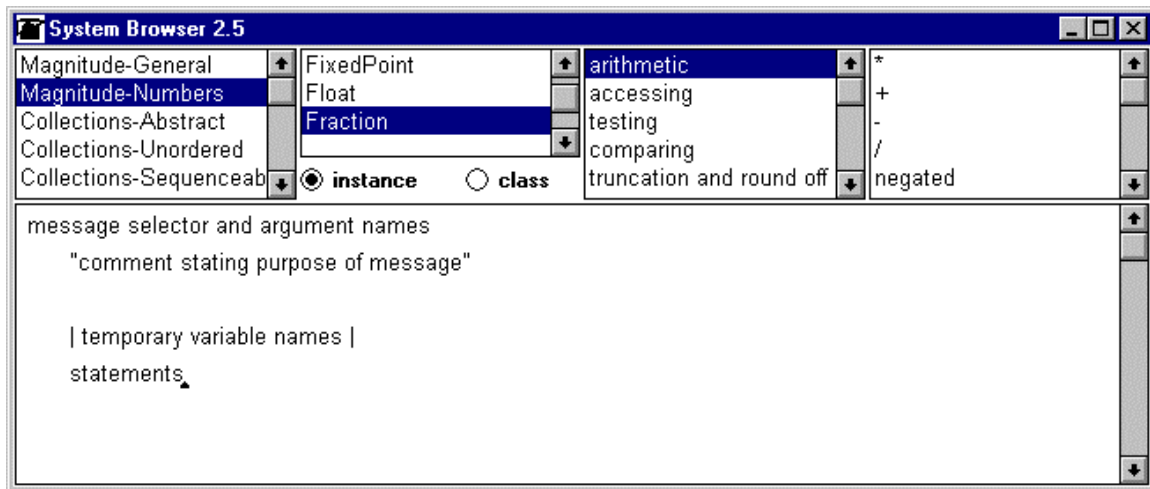 System Browser 2.5
Magnitude-General
Magnitude-Numbers
Collections-Abstract
Collections-Unordered
Collections-Sequenceab
FixedPoint
Float
Fraction
instance
class
arithmetic
accessing
testing
comparing
truncation and round off
*
+
-
/
negated
message selector and argument names
"comment stating purpose of message"
| temporary variable names |
statements